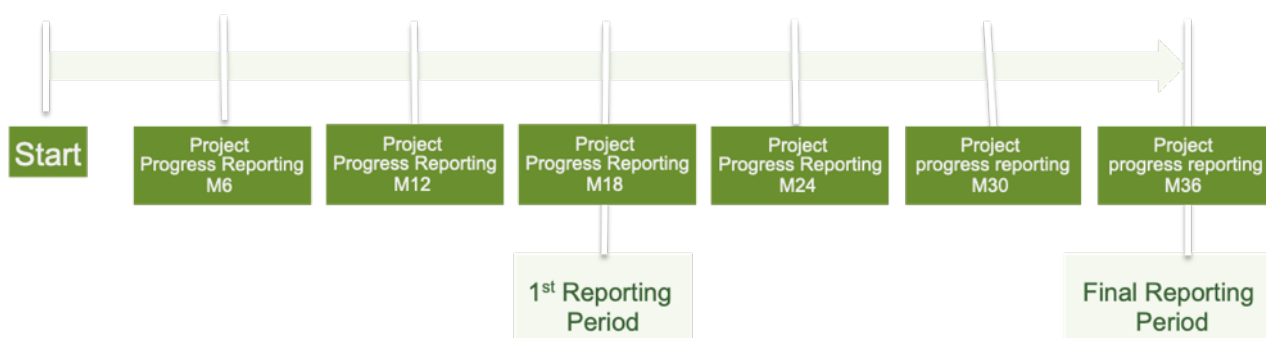 Start
Project
Progress Reporting
M6
Project
Progress Reporting
M12
Project
Progress Reporting
M18
Project
Progress Reporting
M24
Project
progress reporting
M30
Project
progress reporting
M36
1st Reporting
Period
Final Reporting
Period